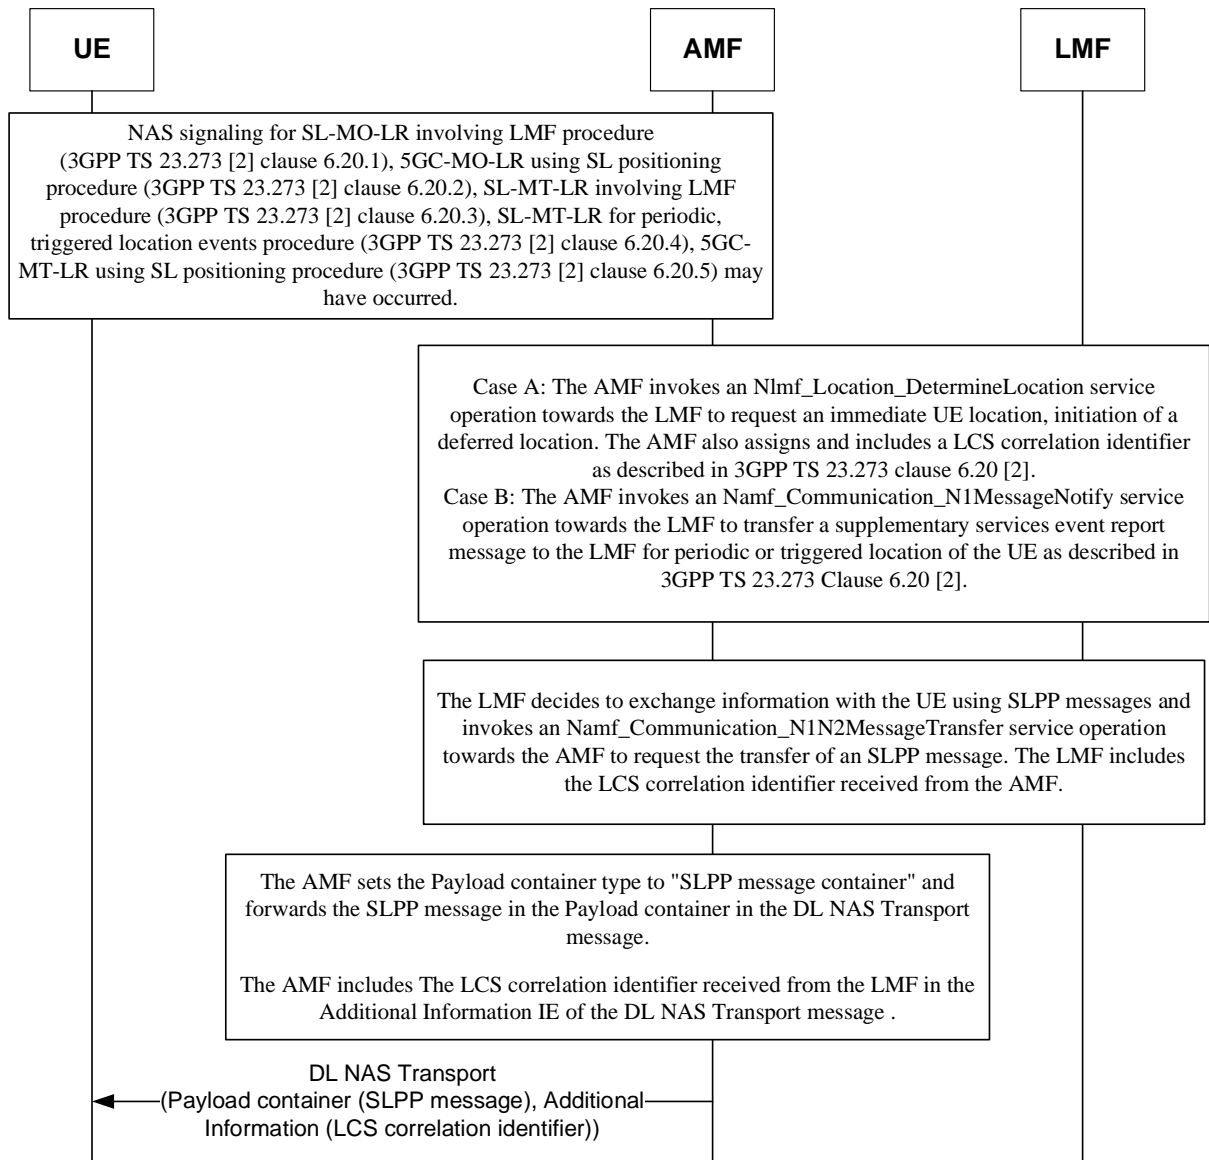 UE
AMF
LMF
NAS signaling for SL-MO-LR involving LMF procedure
(3GPP TS 23.273 [2] clause 6.20.1), 5GC-MO-LR using SL positioning
procedure (3GPP TS 23.273 [2] clause 6.20.2), SL-MT-LR involving LMF
procedure (3GPP TS 23.273 [2] clause 6.20.3), SL-MT-LR for periodic,
triggered location events procedure (3GPP TS 23.273 [2] clause 6.20.4), 5GC-
MT-LR using SL positioning procedure (3GPP TS 23.273 [2] clause 6.20.5) may
have occurred.
Case A: The AMF invokes an Nlmf_Location_DetermineLocation service
operation towards the LMF to request an immediate UE location, initiation of a
deferred location. The AMF also assigns and includes a LCS correlation identifier
as described in 3GPP TS 23.273 clause 6.20 [2].
Case B: The AMF invokes an Namf_Communication_N1MessageNotify service
operation towards the LMF to transfer a supplementary services event report
message to the LMF for periodic or triggered location of the UE as described in
3GPP TS 23.273 Clause 6.20 [2].
The LMF decides to exchange information with the UE using SLPP messages and
invokes an Namf_Communication_N1N2MessageTransfer service operation
towards the AMF to request the transfer of an SLPP message. The LMF includes
the LCS correlation identifier received from the AMF.
The AMF sets the Payload container type to "SLPP message container" and
forwards the SLPP message in the Payload container in the DL NAS Transport
message.
The AMF includes The LCS correlation identifier received from the LMF in the
Additional Information IE of the DL NAS Transport message .
DL NAS Transport
(Payload container (SLPP message), Additional
Information (LCS correlation identifier))